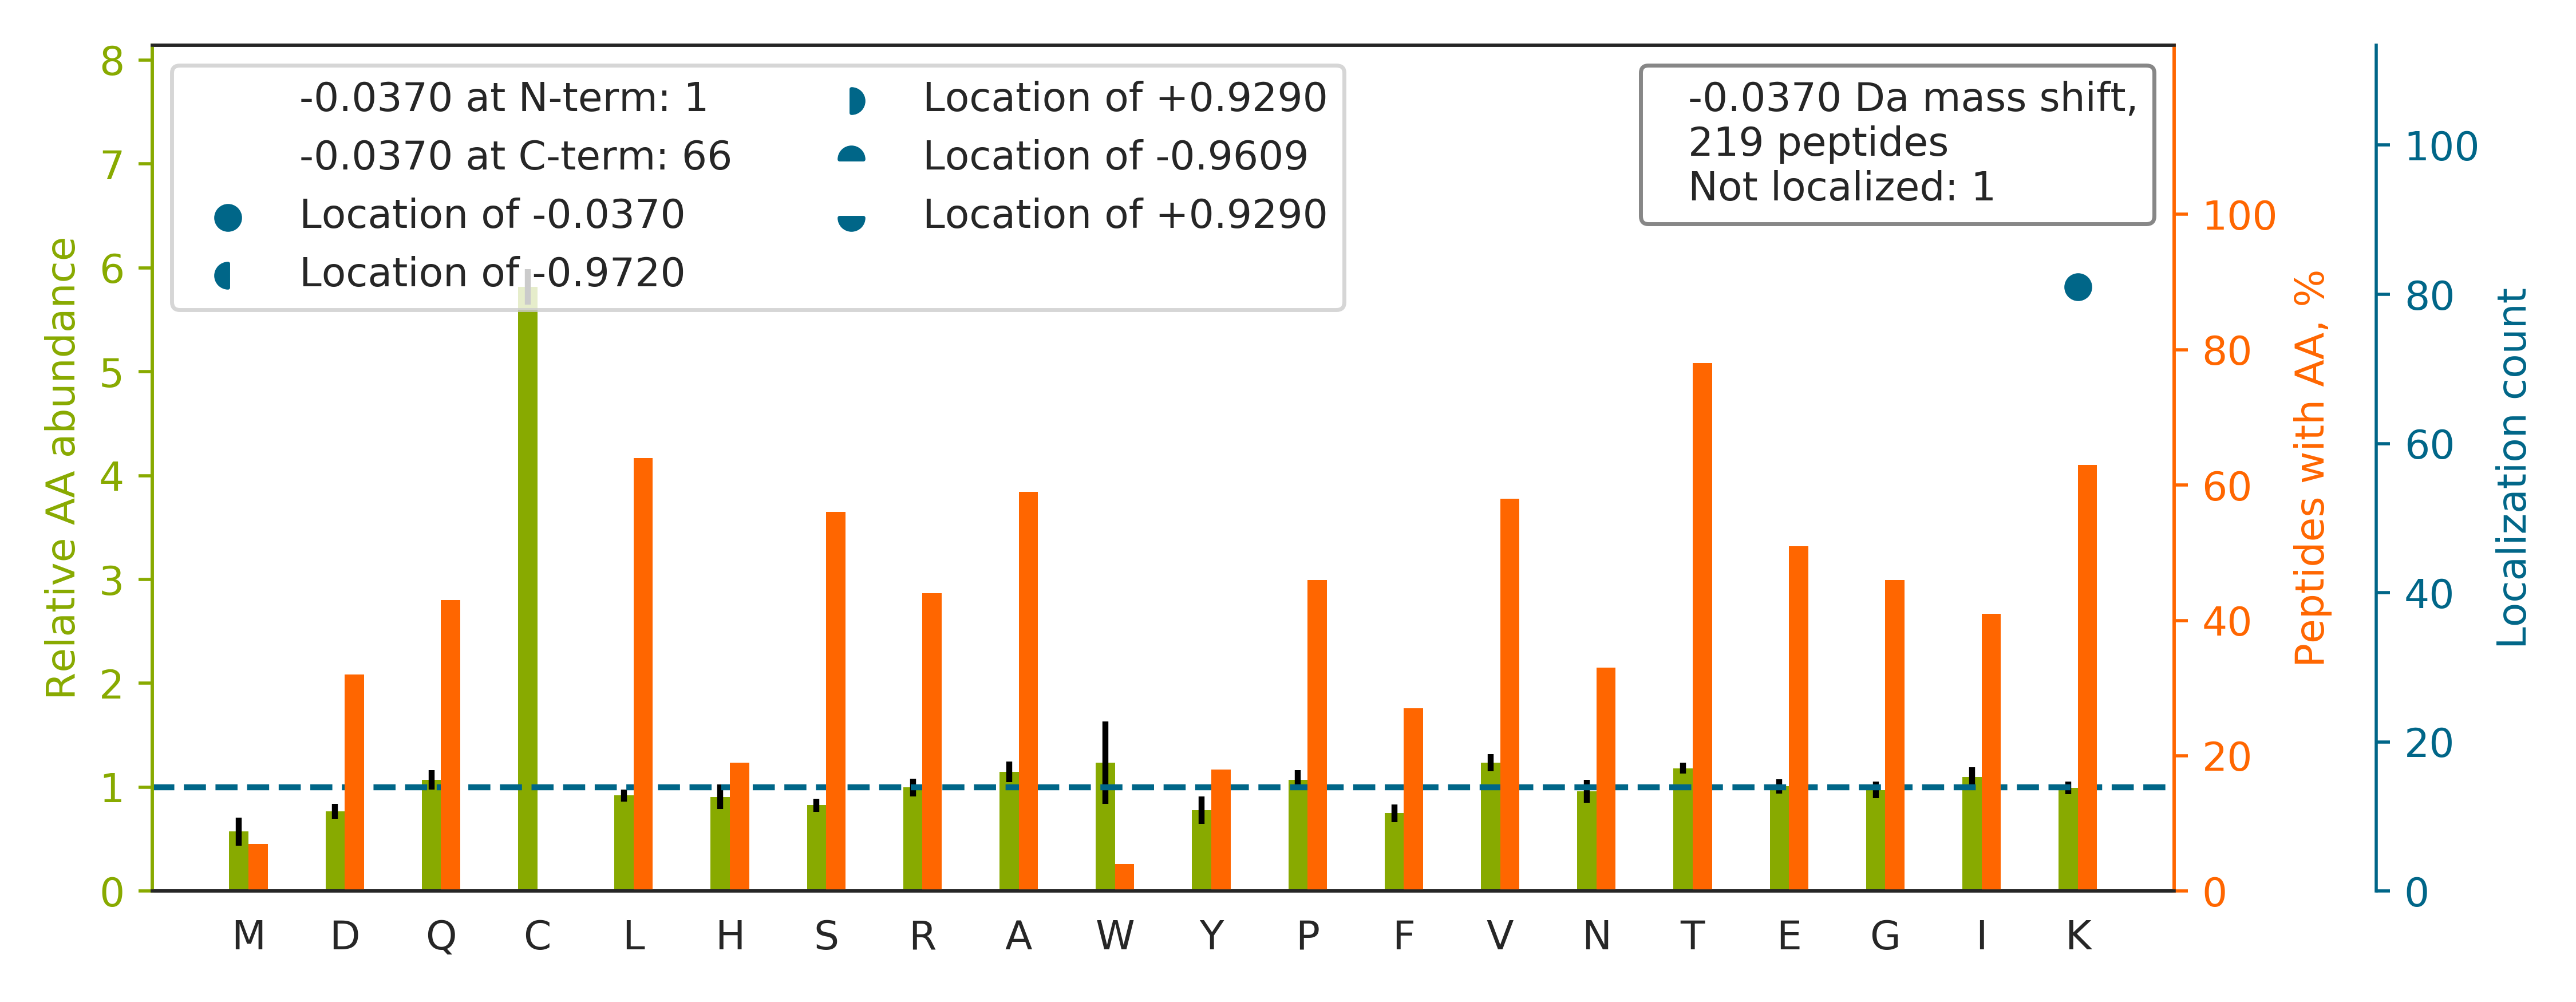 -0.0370 at N-term: 1
-0.0370 at C-term: 66
Location of -0.0370
Location of -0.9720
Location of +0.9290
Location of -0.9609
Location of +0.9290
-0.0370 Da mass shift,
219 peptides
Not localized: 1
Relative AA abundance
8
7
6
5
4
3
2
1
0
100
80
60
40
20
0
Peptides with AA, %
100
80
60
40
20
0
Localization count
M D Q C L H S R A W Y P F V N T E G I K